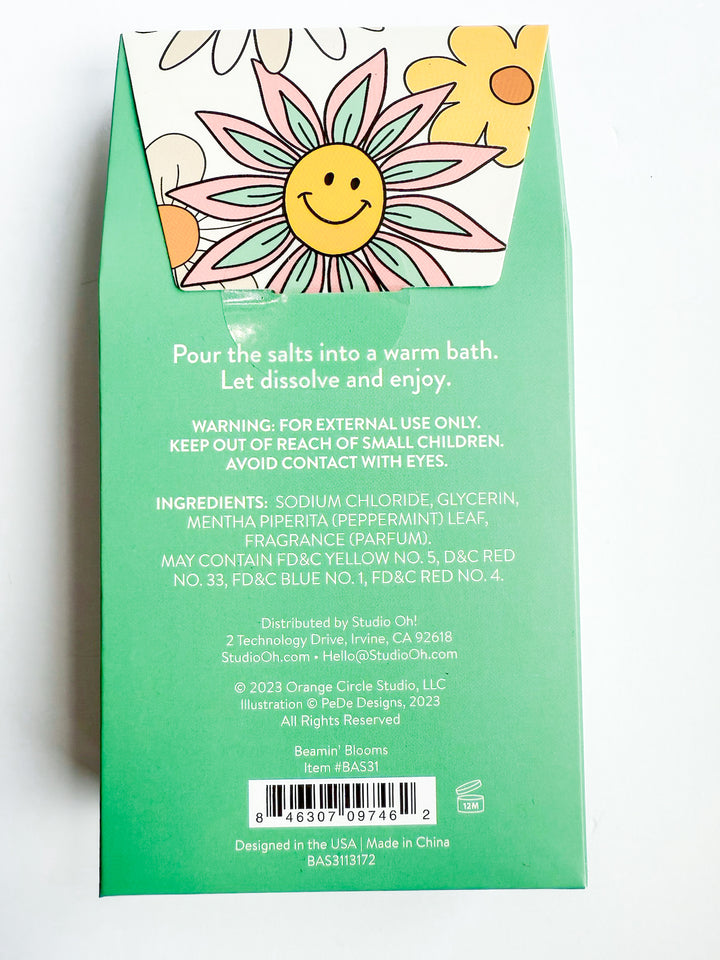 Pour the salts into a warm bath.
Let dissolve and enjoy.
WARNING: FOR EXTERNAL USE ONLY.
KEEP OUT OF REACH OF SMALL CHILDREN.
AVOID CONTACT WITH EYES.
INGREDIENTS: SODIUM CHLORIDE, GLYCERIN,
MENTHA PIPERITA (PEPPERMINT) LEAF,
FRAGRANCE (PARFUM).
MAY CONTAIN FD&C YELLOW NO. 5, D&C RED
NO. 33, FD&C BLUE NO. 1, FD&C RED NO. 4.
Distributed by Studio Oh!
2 Technology Drive, Irvine, CA 92618
StudioOh.com • Hello@StudioOh.com
© 2023 Orange Circle Studio, LLC
Illustration © PeDe Designs, 2023
All Rights Reserved
Beamin' Blooms
Item #BAS31
8 46307 09746 2
12M
Designed in the USA | Made in China
BAS3113172